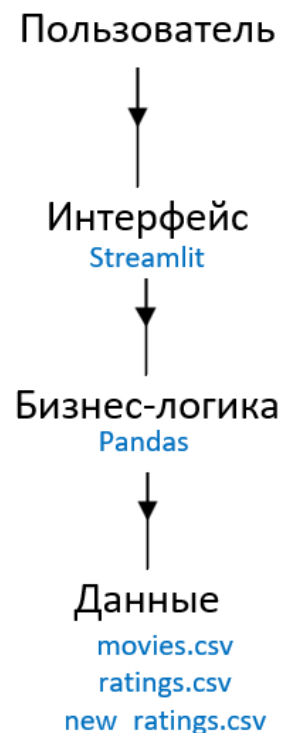 Пользователь
Интерфейс
Streamlit
Бизнес-логика
Pandas
Данные
movies.csv
ratings.csv
new_ratings.csv